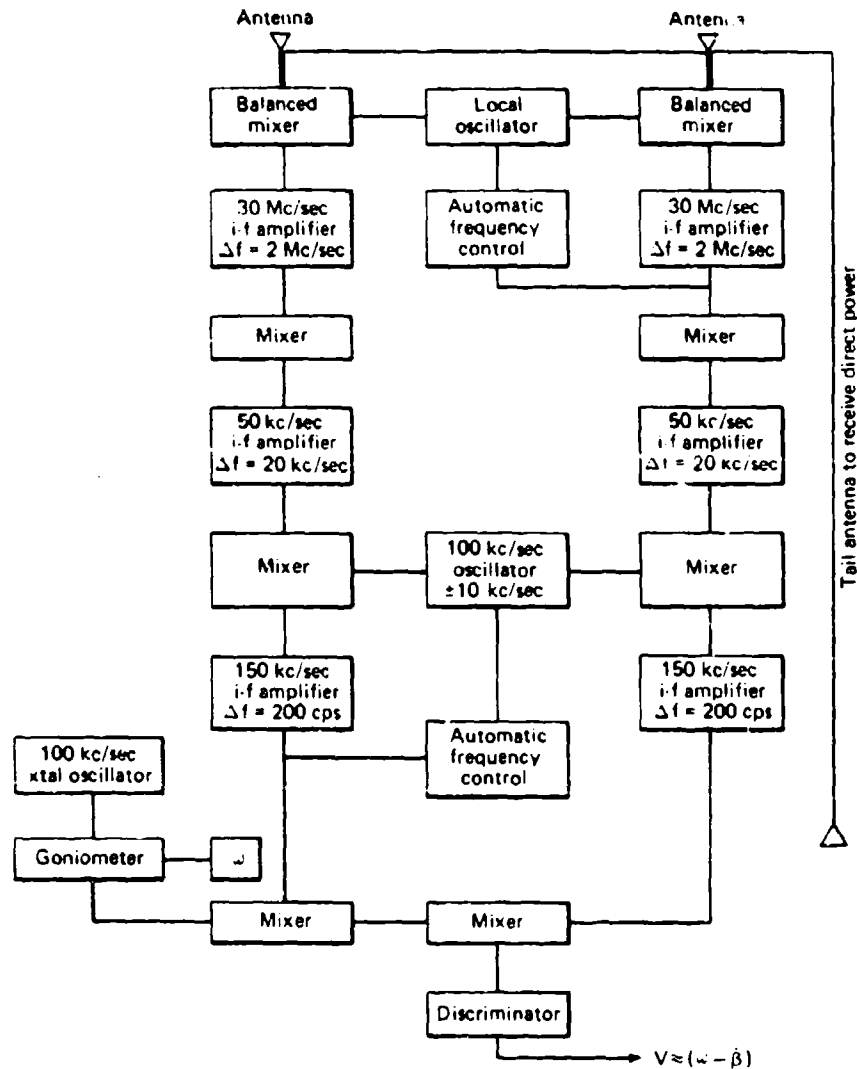 Antenna
Antenna
Balanced
mixer
Local
oscillator
Balanced
mixer
30 Mc/sec
i-f amplifier
Δf = 2 Mc/sec
Automatic
frequency
control
30 Mc/sec
i-f amplifier
Δf = 2 Mc/sec
Mixer
Mixer
50 kc/sec
i-f amplifier
Δf = 20 kc/sec
50 kc/sec
i-f amplifier
Δf = 20 kc/sec
Mixer
100 kc/sec
oscillator
±10 kc/sec
Mixer
150 kc/sec
i-f amplifier
Δf = 200 cps
Automatic
frequency
control
150 kc/sec
i-f amplifier
Δf = 200 cps
100 kc/sec
xtal oscillator
Goniometer
ω
Mixer
Mixer
Discriminator
V ≈ (ω - β̇)
Tail antenna to receive direct power